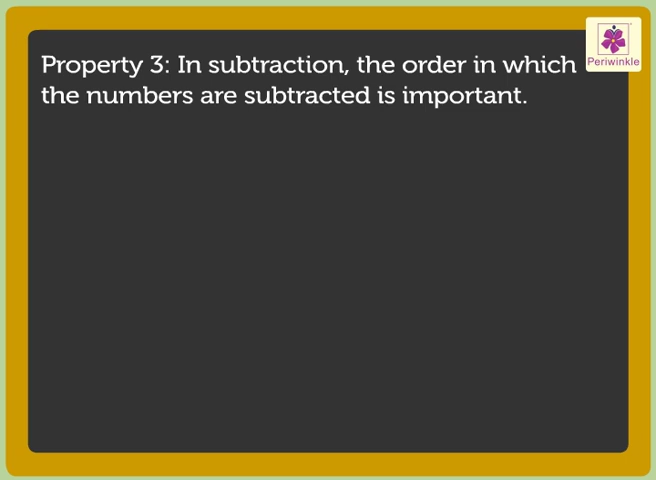 Property 3: In subtraction, the order in which
the numbers are subtracted is important.
Periwinkle